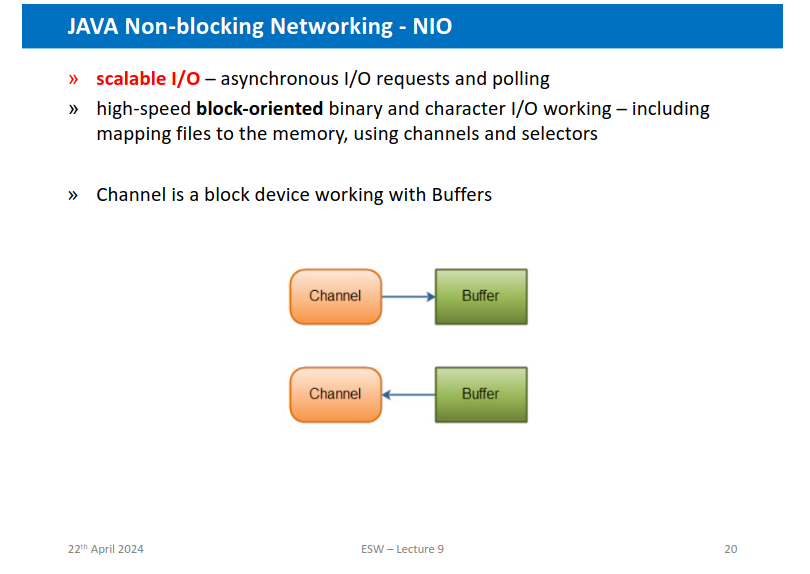 JAVA Non-blocking Networking - NIO
» scalable I/O – asynchronous I/O requests and polling
» high-speed block-oriented binary and character I/O working – including
mapping files to the memory, using channels and selectors
» Channel is a block device working with Buffers
Channel Buffer
Channel Buffer
22th April 2024 ESW – Lecture 9 20